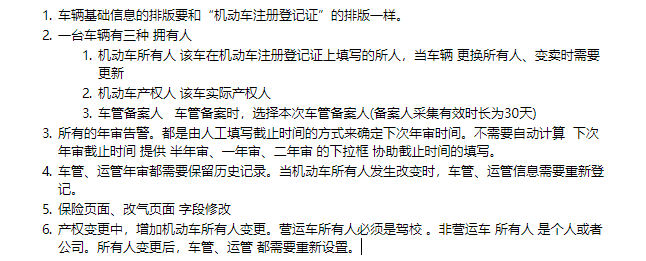 1. 车辆基础信息的排版要和“机动车注册登记证”的排版一样。
2. 一台车辆有三种 拥有人
1. 机动车所有人 该车在机动车注册登记证上填写的所人，当车辆 更换所有人、变卖时需要
更新
2. 机动车产权人 该车实际产权人
3. 车管备案人 车管备案时，选择本次车管备案人(备案人采集有效时长为30天)
3. 所有的年审告警。都是由人工填写截止时间的方式来确定下次年审时间。不需要自动计算 下次
年审截止时间 提供 半年审、一年审、二年审 的下拉框 协助截止时间的填写。
4. 车管、运管年审都需要保留历史记录。当机动车所有人发生改变时，车管、运管信息需要重新登
记。
5. 保险页面、改气页面 字段修改
6. 产权变更中，增加机动车所有人变更。营运车所有人必须是驾校 。非营运车 所有人 是个人或者
公司。所有人变更后，车管、运管 都需要重新设置。